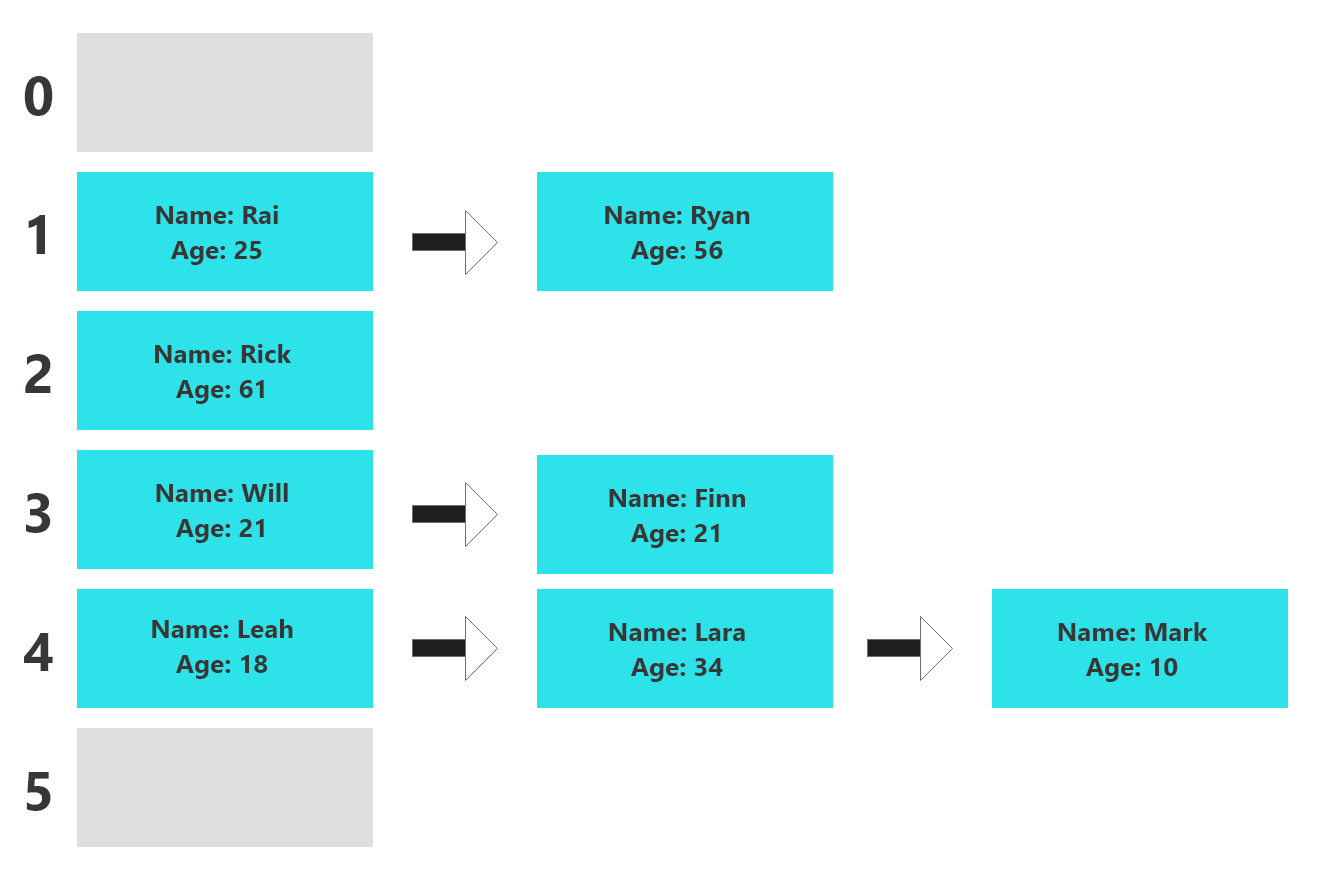 0
1
Name: Rai
Age: 25
Name: Ryan
Age: 56
2
Name: Rick
Age: 61
3
Name: Will
Age: 21
Name: Finn
Age: 21
4
Name: Leah
Age: 18
Name: Lara
Age: 34
Name: Mark
Age: 10
5